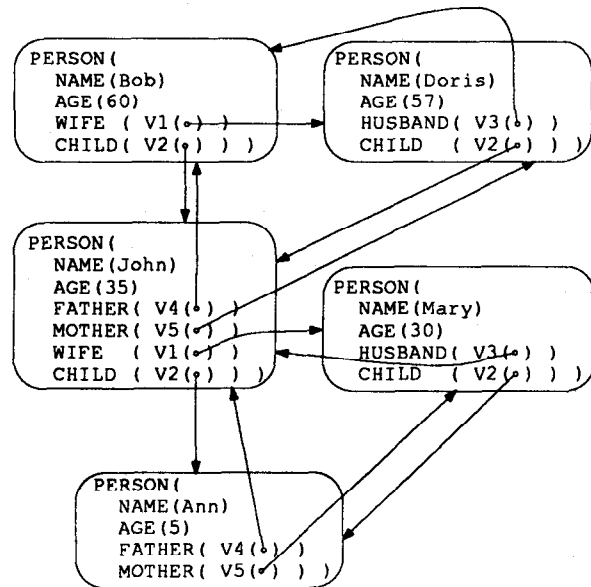 PERSON(
NAME(Bob)
AGE(60)
WIFE ( V1( ) )
CHILD( V2( ) ) )
PERSON(
NAME(Doris)
AGE(57)
HUSBAND( V3( ) )
CHILD ( V2( ) ) )
PERSON(
NAME(John)
AGE(35)
FATHER( V4( ) )
MOTHER( V5( ) )
WIFE ( V1( ) )
CHILD( V2( ) ) )
PERSON(
NAME(Mary)
AGE(30)
HUSBAND( V3( ) )
CHILD ( V2( ) ) )
PERSON(
NAME(Ann)
AGE(5)
FATHER( V4( ) )
MOTHER( V5( ) ) )